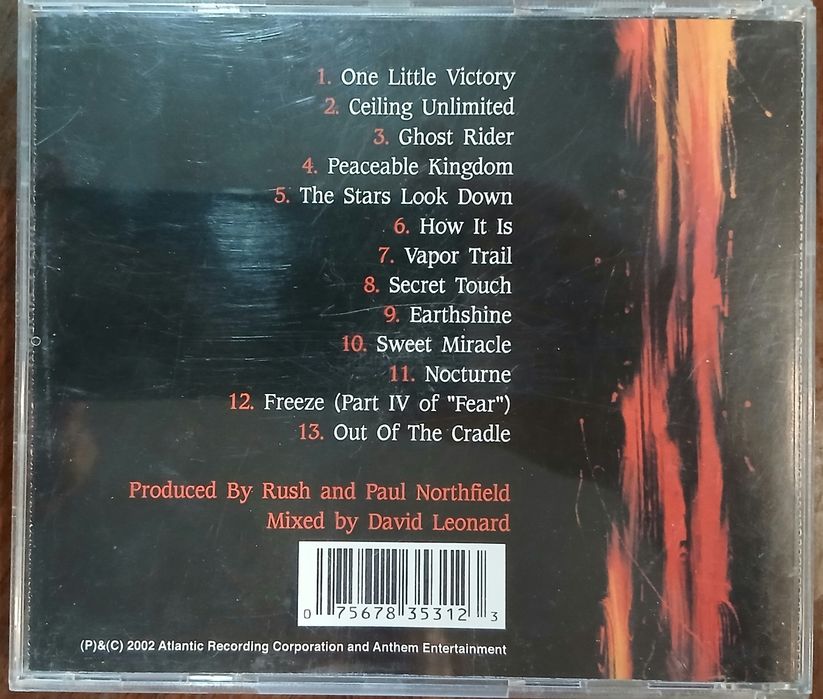 1. One Little Victory
2. Ceiling Unlimited
3. Ghost Rider
4. Peaceable Kingdom
5. The Stars Look Down
6. How It Is
7. Vapor Trail
8. Secret Touch
9. Earthshine
10. Sweet Miracle
11. Nocturne
12. Freeze (Part IV of "Fear")
13. Out Of The Cradle
Produced By Rush and Paul Northfield
Mixed by David Leonard
0 75678 35312 3
(P)&(C) 2002 Atlantic Recording Corporation and Anthem Entertainment